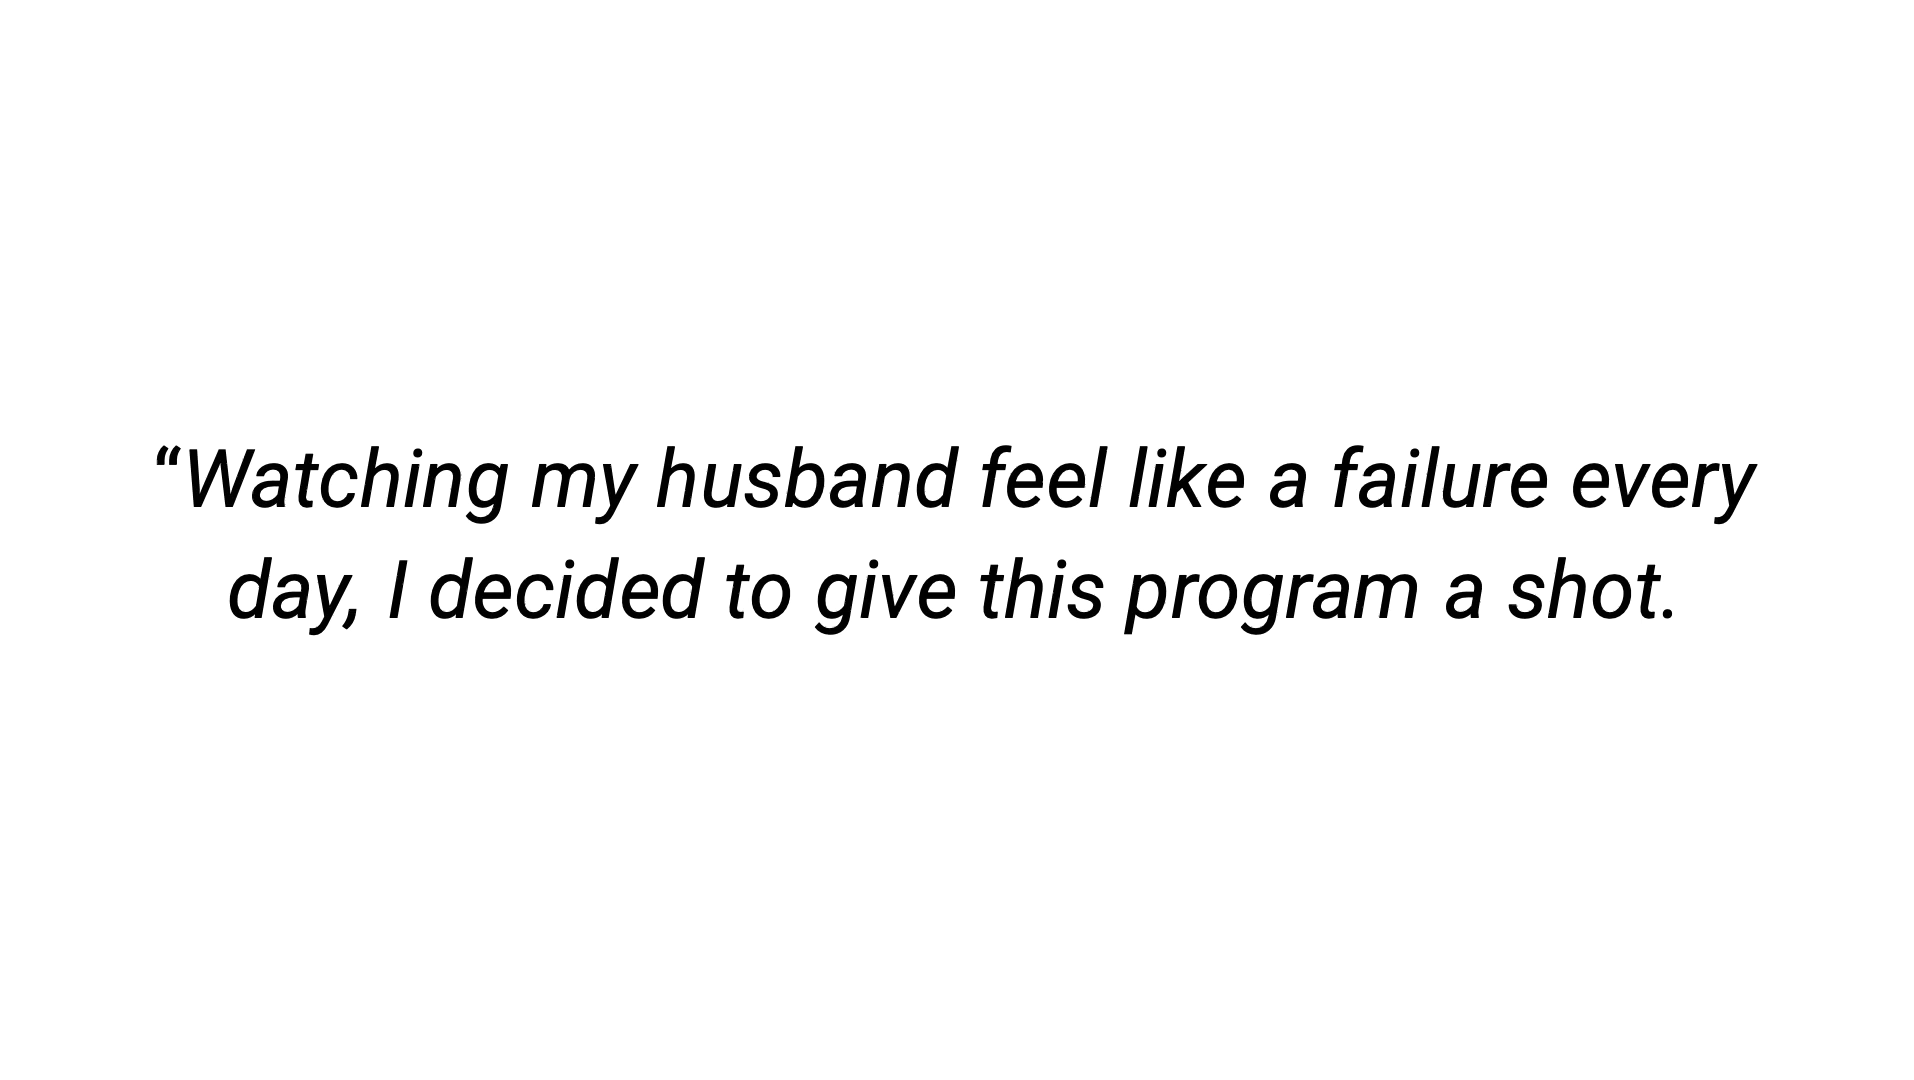 “Watching my husband feel like a failure every
day, I decided to give this program a shot.